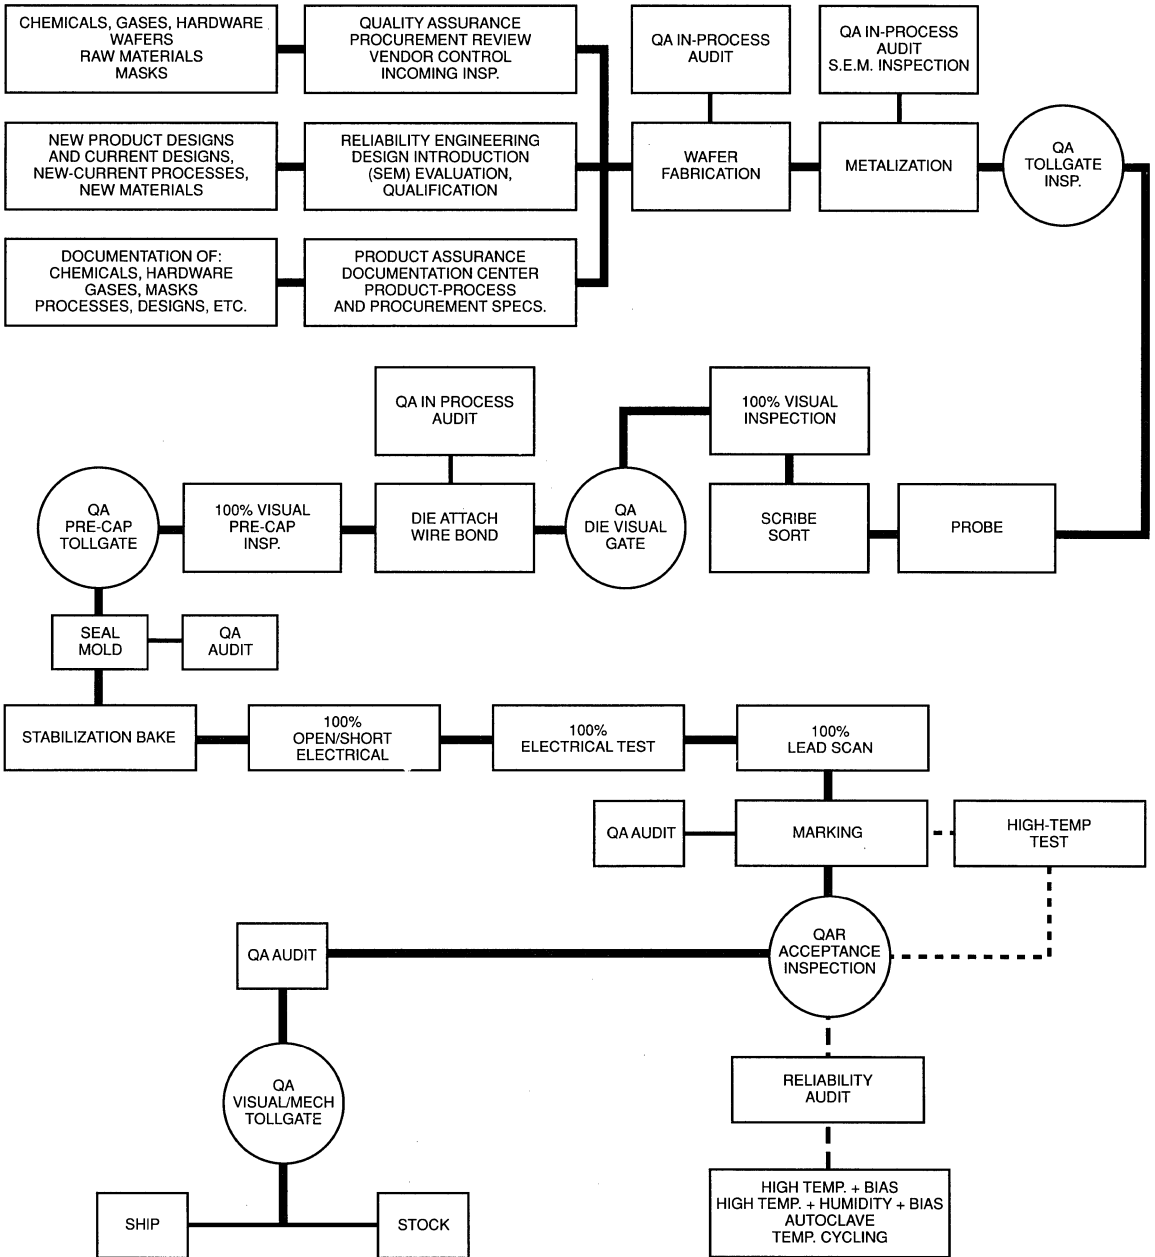 CHEMICALS, GASES, HARDWARE
WAFERS
RAW MATERIALS
MASKS
QUALITY ASSURANCE
PROCUREMENT REVIEW
VENDOR CONTROL
INCOMING INSP.
QA IN-PROCESS
AUDIT
QA IN-PROCESS
AUDIT
S.E.M. INSPECTION
NEW PRODUCT DESIGNS
AND CURRENT DESIGNS,
NEW-CURRENT PROCESSES,
NEW MATERIALS
RELIABILITY ENGINEERING
DESIGN INTRODUCTION
(SEM) EVALUATION,
QUALIFICATION
WAFER
FABRICATION
METALIZATION
QA
TOLLGATE
INSP.
DOCUMENTATION OF:
CHEMICALS, HARDWARE
GASES, MASKS
PROCESSES, DESIGNS, ETC.
PRODUCT ASSURANCE
DOCUMENTATION CENTER
PRODUCT-PROCESS
AND PROCUREMENT SPECS.
QA IN PROCESS
AUDIT
100% VISUAL
INSPECTION
QA
PRE-CAP
TOLLGATE
100% VISUAL
PRE-CAP
INSP.
DIE ATTACH
WIRE BOND
QA
DIE VISUAL
GATE
SCRIBE
SORT
PROBE
SEAL
MOLD
QA
AUDIT
STABILIZATION BAKE
100%
OPEN/SHORT
ELECTRICAL
100%
ELECTRICAL TEST
100%
LEAD SCAN
QA AUDIT
MARKING
HIGH-TEMP
TEST
QA AUDIT
QAR
ACCEPTANCE
INSPECTION
QA
VISUAL/MECH
TOLLGATE
RELIABILITY
AUDIT
SHIP
STOCK
HIGH TEMP. + BIAS
HIGH TEMP. + HUMIDITY + BIAS
AUTOCLAVE
TEMP. CYCLING